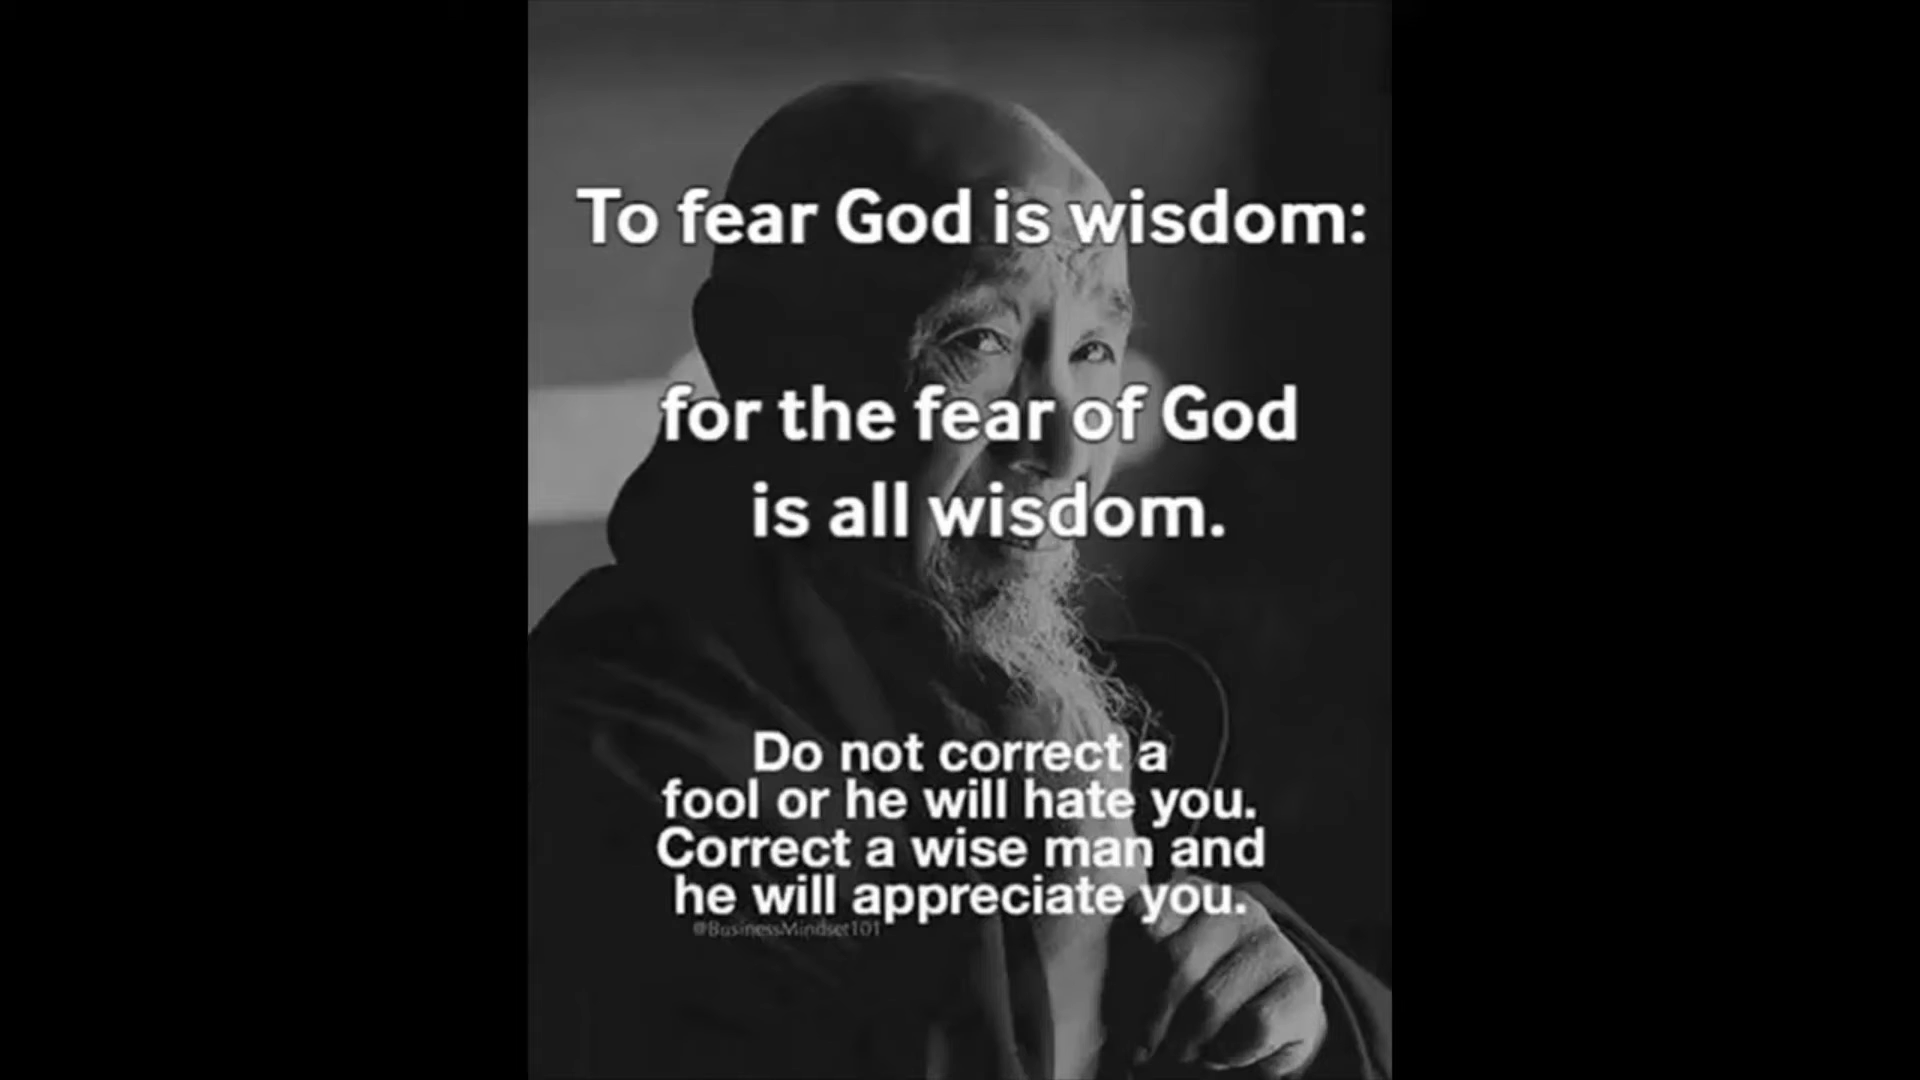 To fear God is wisdom:
for the fear of God
is all wisdom.
Do not correct a
fool or he will hate you.
Correct a wise man and
he will appreciate you.
@BusinessMindset101